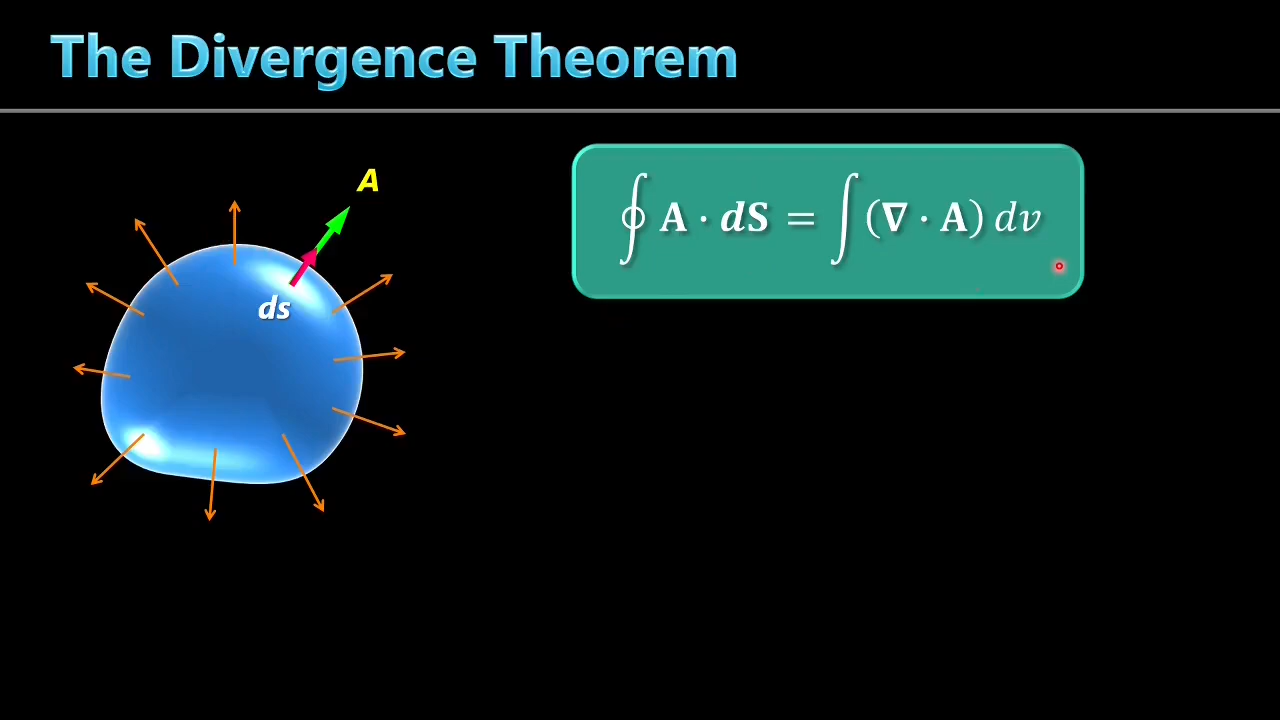 The Divergence Theorem
A
ds
∮ A · dS = ∫ (∇ · A) dv